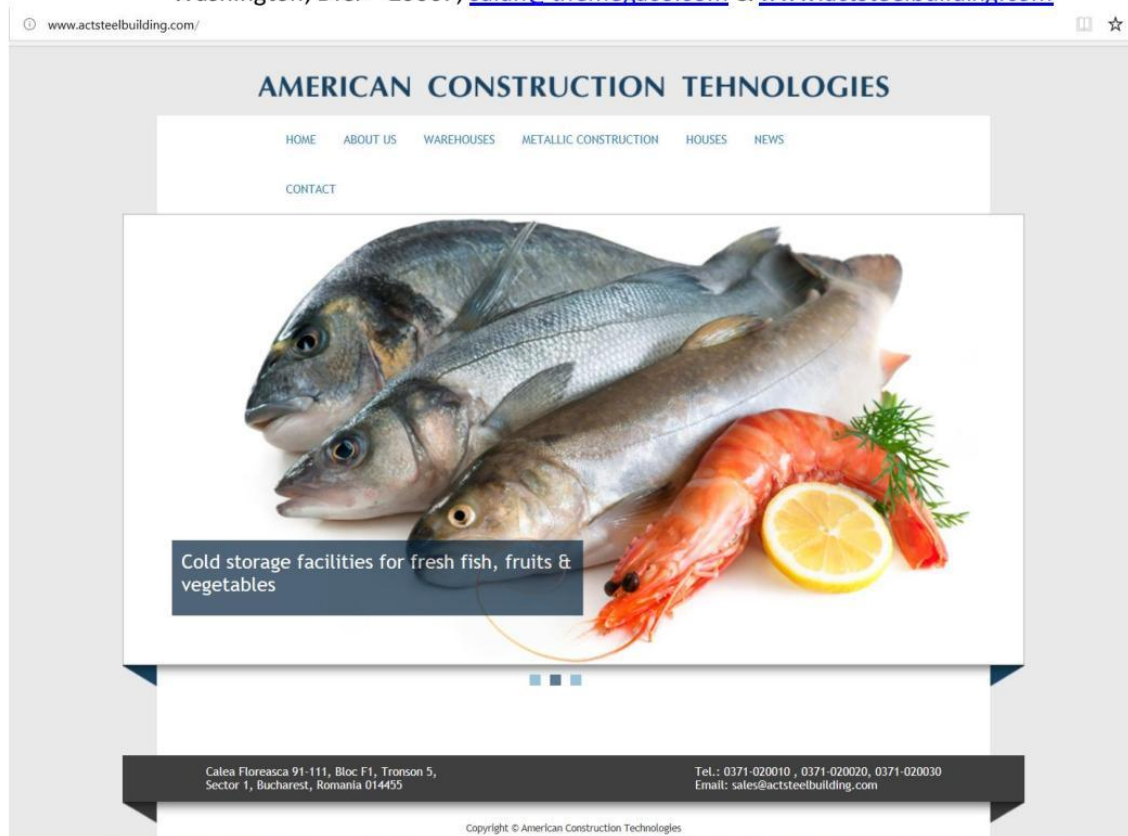 www.actsteelbuilding.com/
AMERICAN CONSTRUCTION TEHNOLOGIES
HOME ABOUT US WAREHOUSES METALLIC CONSTRUCTION HOUSES NEWS
CONTACT
Cold storage facilities for fresh fish, fruits &
vegetables
Calea Floreasca 91-111, Bloc F1, Tronson 5,
Sector 1, Bucharest, Romania 014455
Tel.: 0371-020010 , 0371-020020, 0371-020030
Email: sales@actsteelbuilding.com
Copyright © American Construction Technologies